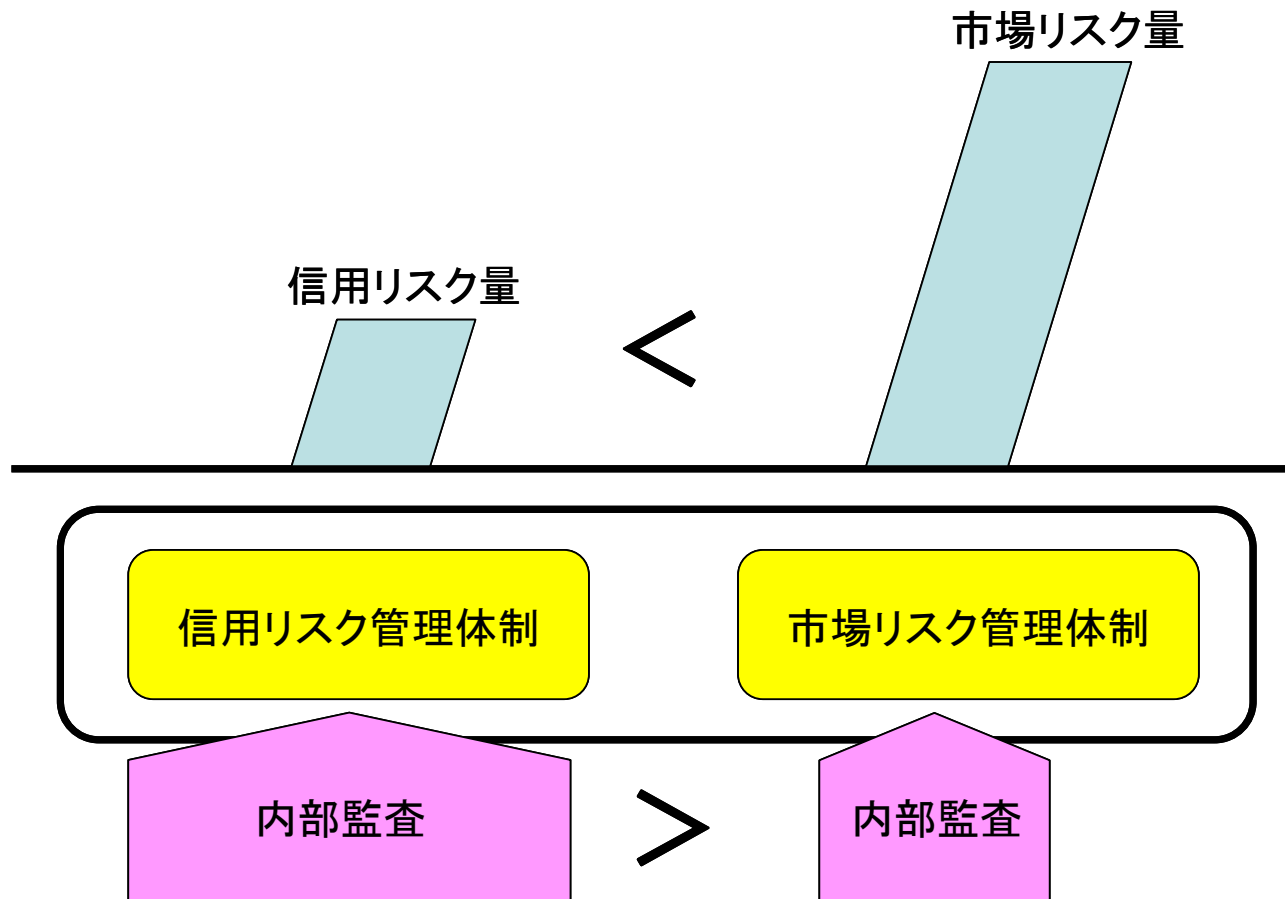 市場リスク量
信用リスク量
＜
信用リスク管理体制
市場リスク管理体制
内部監査
＞
内部監査